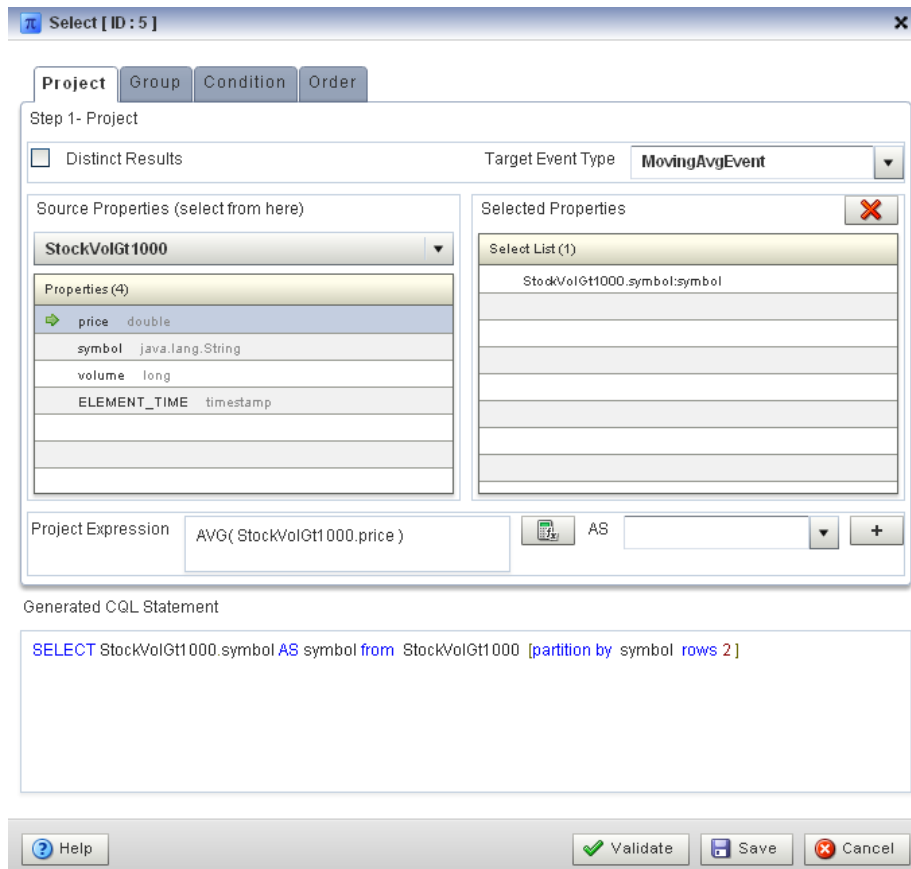 π Select [ ID : 5 ]
Project Group Condition Order
Step 1- Project
Distinct Results Target Event Type MovingAvgEvent
Source Properties (select from here) Selected Properties
StockVolGt1000 Select List (1)
StockVolGt1000.symbol:symbol
Properties (4)
price double
symbol java.lang.String
volume long
ELEMENT_TIME timestamp
Project Expression AVG( StockVolGt1000.price ) fx AS +
Generated CQL Statement
SELECT StockVolGt1000.symbol AS symbol from StockVolGt1000 [partition by symbol rows 2 ]
? Help Validate Save Cancel